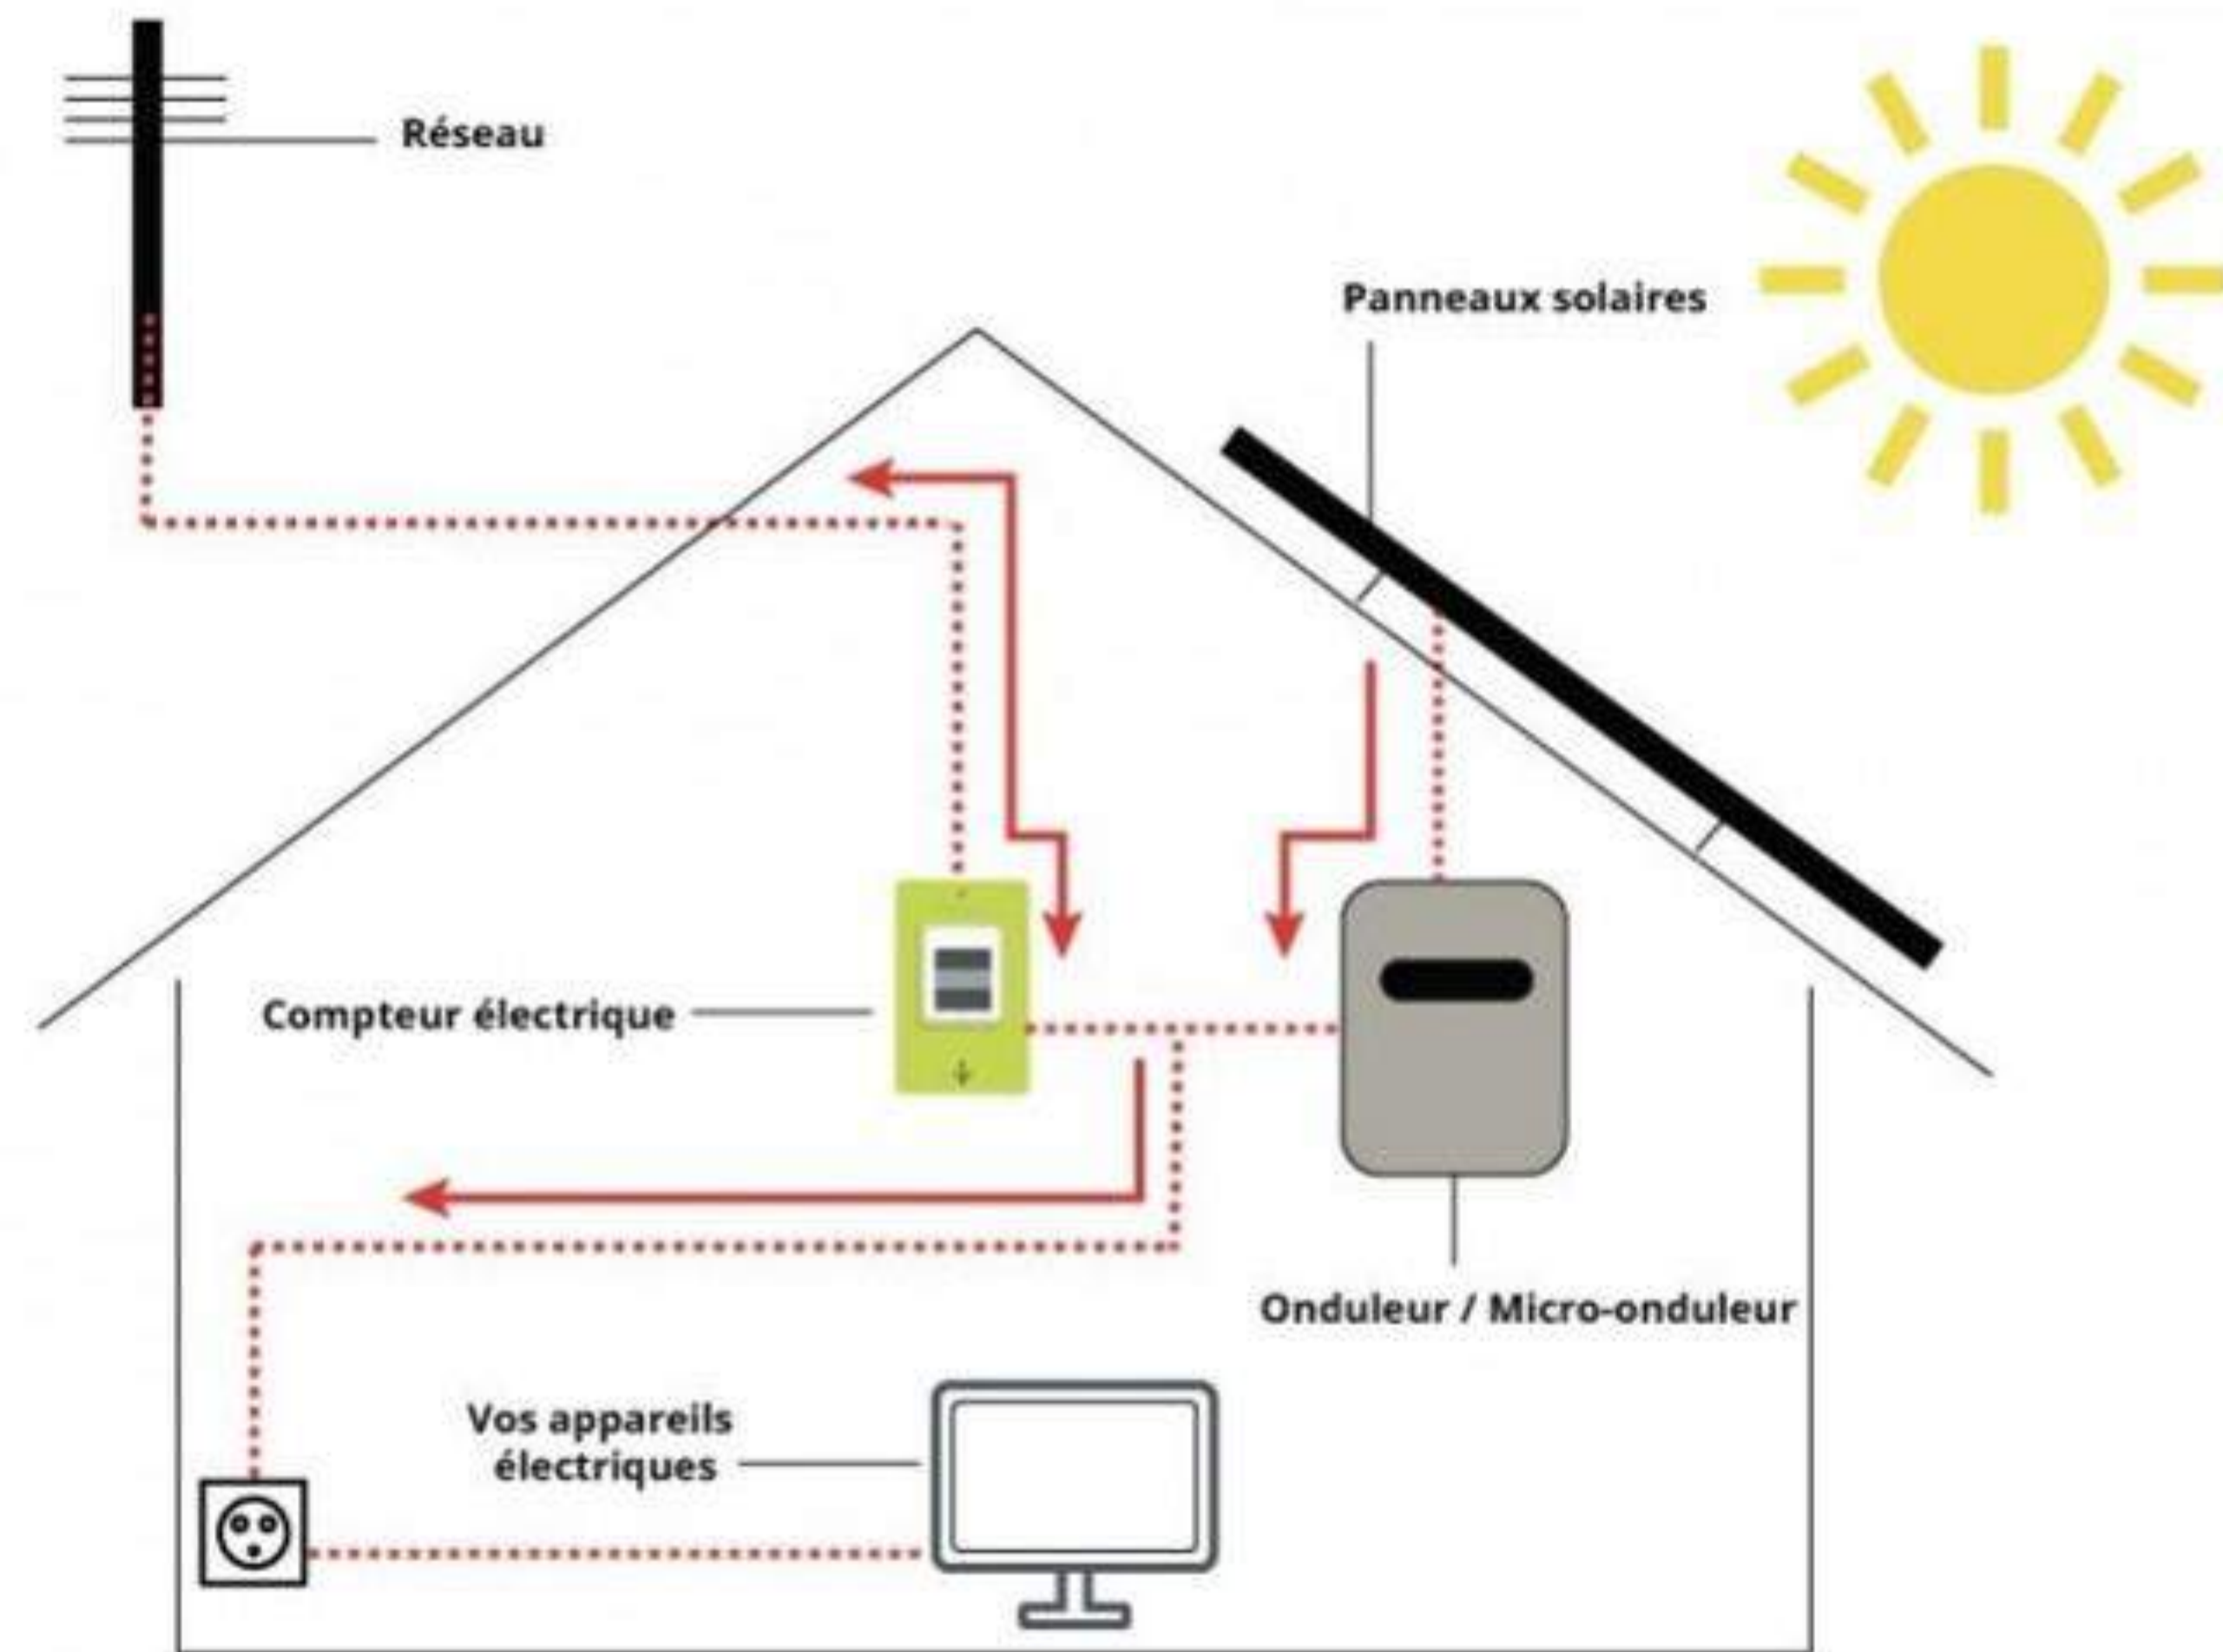 Réseau
Panneaux solaires
Compteur électrique
Onduleur / Micro-onduleur
Vos appareils
électriques